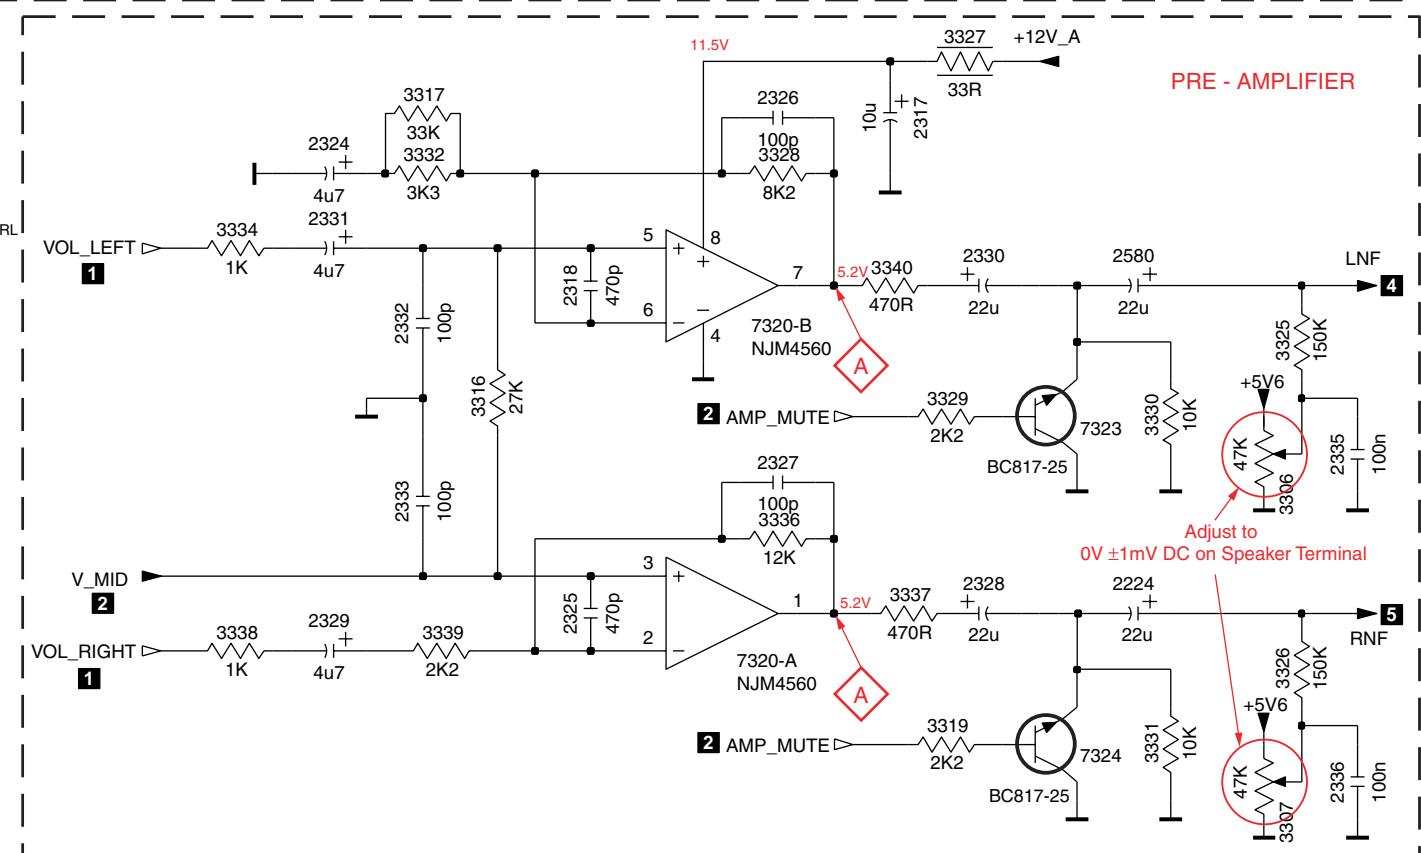 11.5V
3327
+12V_A
33R
PRE - AMPLIFIER
3317
33K
2326
100p
10u
+
2317
2324
+
4u7
3332
3K3
3328
8K2
RL
VOL_LEFT
1
3334
1K
2331
+
4u7
5
+
8
+
2318
470p
6
−
−
4
7
5.2V
3340
470R
2330
+
22u
2580
+
22u
LNF
4
7320-B
NJM4560
A
2332
100p
3316
27K
3325
150K
+5V6
2
AMP_MUTE
3329
2K2
7323
BC817-25
3330
10K
47K
3306
2335
100n
2333
100p
2327
100p
3336
12K
Adjust to
0V ±1mV DC on Speaker Terminal
V_MID
2
3
+
2325
470p
2
−
1
5.2V
3337
470R
2328
+
22u
2224
+
22u
5
RNF
VOL_RIGHT
1
3338
1K
2329
+
4u7
3339
2K2
7320-A
NJM4560
A
3326
150K
+5V6
2
AMP_MUTE
3319
2K2
7324
BC817-25
3331
10K
47K
3307
2336
100n